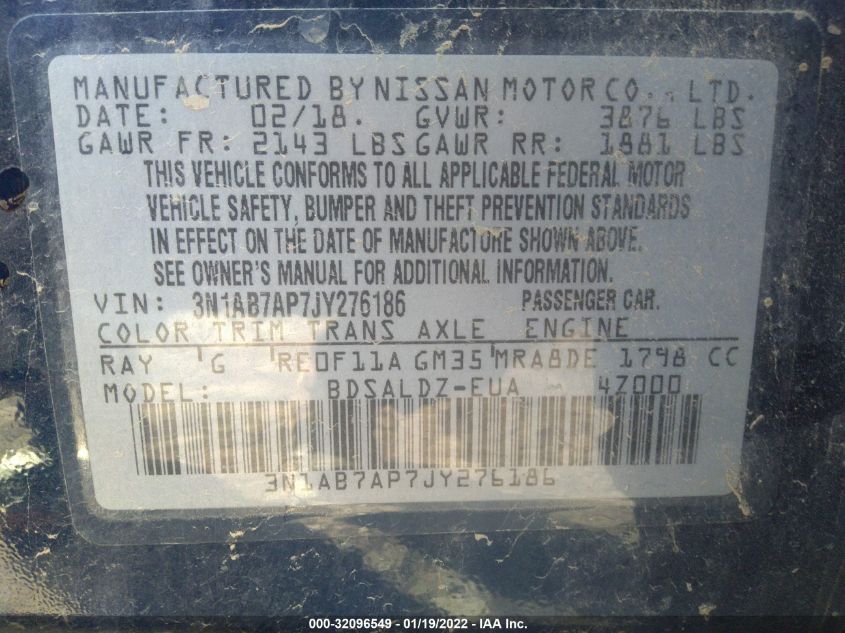 MANUFACTURED BY NISSAN MOTOR CO., LTD.
DATE: 02/18. GVWR: 3876 LBS
GAWR FR: 2143 LBS GAWR RR: 1881 LBS
THIS VEHICLE CONFORMS TO ALL APPLICABLE FEDERAL MOTOR
VEHICLE SAFETY, BUMPER AND THEFT PREVENTION STANDARDS
IN EFFECT ON THE DATE OF MANUFACTURE SHOWN ABOVE.
SEE OWNER'S MANUAL FOR ADDITIONAL INFORMATION.
VIN: 3N1AB7AP7JY276186 PASSENGER CAR.
COLOR TRIM TRANS AXLE ENGINE
RAY 'G 'RE0F11A GM35'MRA8DE 1798 CC
MODEL: BDSALDZ-EUA 4Z000
3N1AB7AP7JY276186
000-32096549 - 01/19/2022 - IAA Inc.